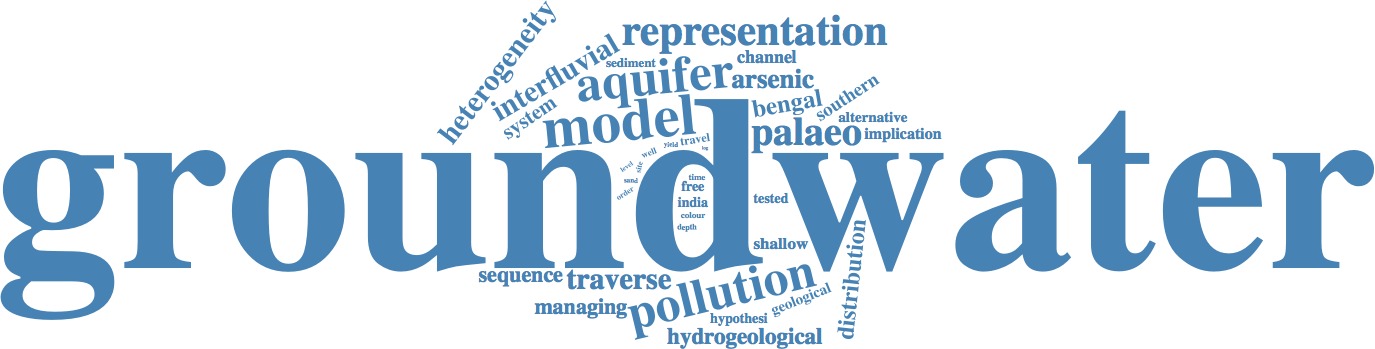 heterogeneity
representation
interfluvial
sediment
channel
system
aquifer
arsenic
model
bengal
southern
alternative
palaeo
implication
yield
travel
log
level
site
well
sand
order
time
free
india
colour
depth
tested
groundwater
shallow
sequence
traverse
distribution
managing
pollution
geological
hypothesi
hydrogeological